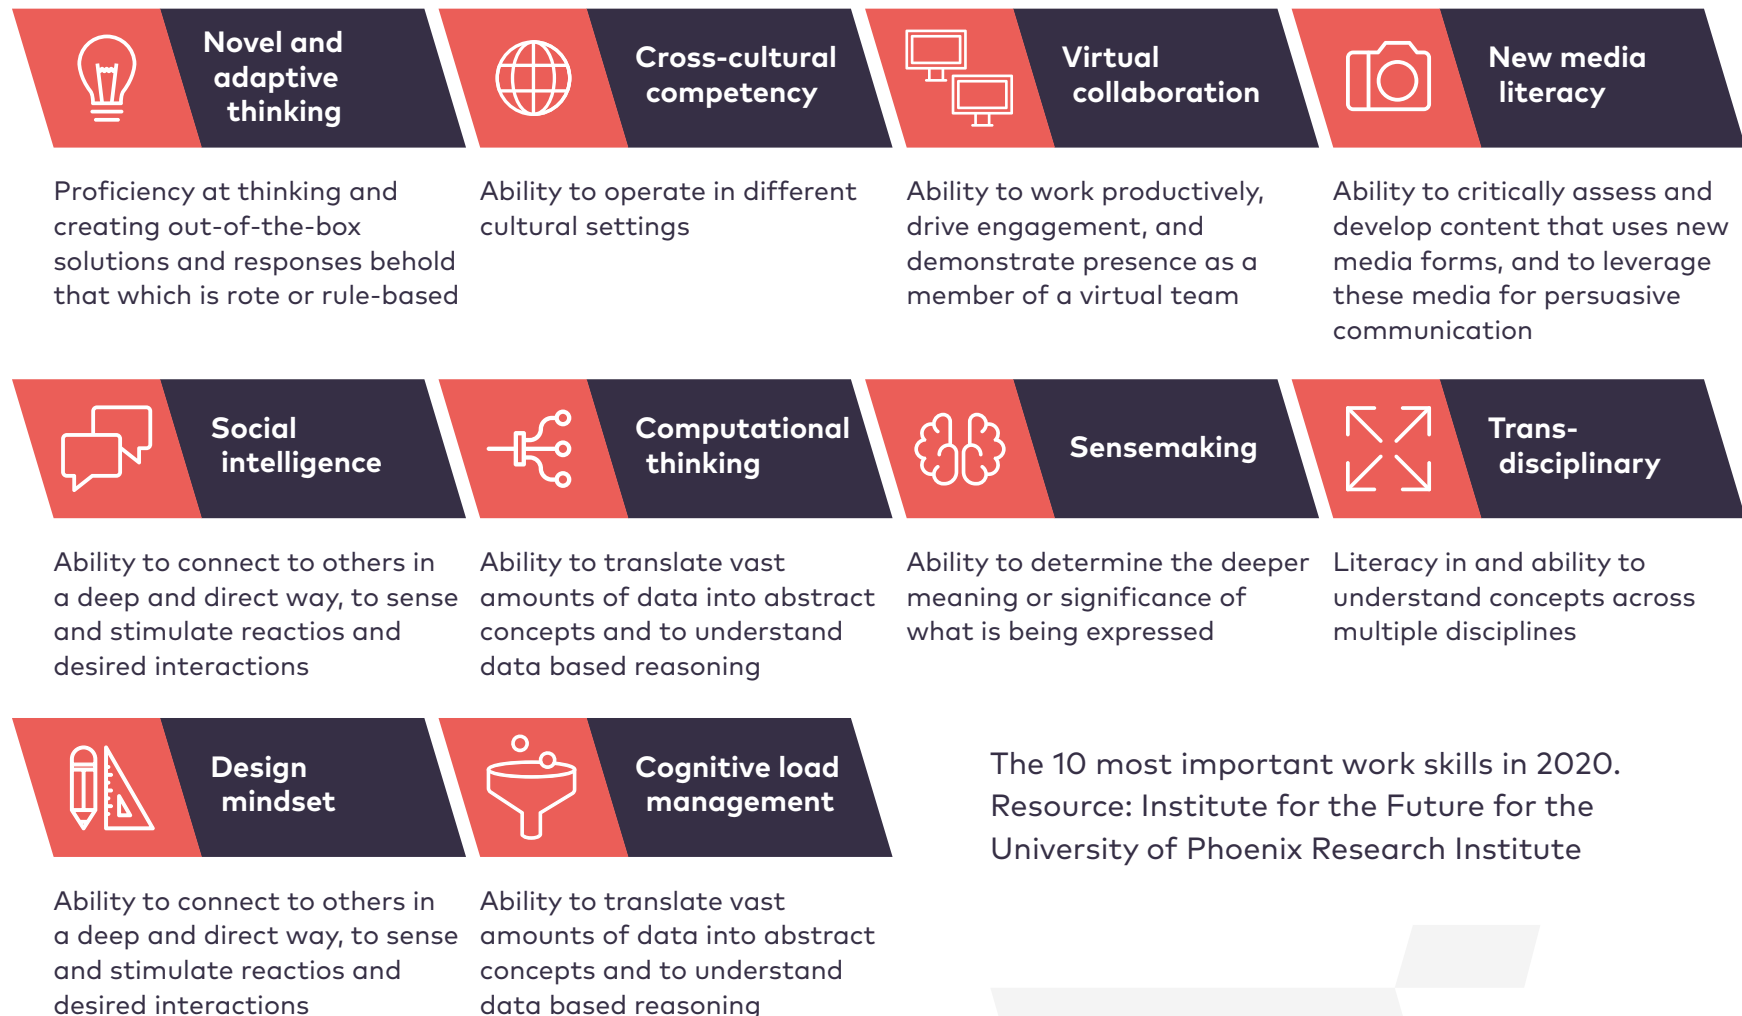 Novel and
adaptive
thinking
Proficiency at thinking and
creating out-of-the-box
solutions and responses behold
that which is rote or rule-based
Cross-cultural
competency
Ability to operate in different
cultural settings
Virtual
collaboration
Ability to work productively,
drive engagement, and
demonstrate presence as a
member of a virtual team
New media
literacy
Ability to critically assess and
develop content that uses new
media forms, and to leverage
these media for persuasive
communication
Social
intelligence
Ability to connect to others in
a deep and direct way, to sense
and stimulate reactios and
desired interactions
Computational
thinking
Ability to translate vast
amounts of data into abstract
concepts and to understand
data based reasoning
Sensemaking
Ability to determine the deeper
meaning or significance of
what is being expressed
Trans-
disciplinary
Literacy in and ability to
understand concepts across
multiple disciplines
Design
mindset
Ability to connect to others in
a deep and direct way, to sense
and stimulate reactios and
desired interactions
Cognitive load
management
Ability to translate vast
amounts of data into abstract
concepts and to understand
data based reasoning
The 10 most important work skills in 2020.
Resource: Institute for the Future for the
University of Phoenix Research Institute